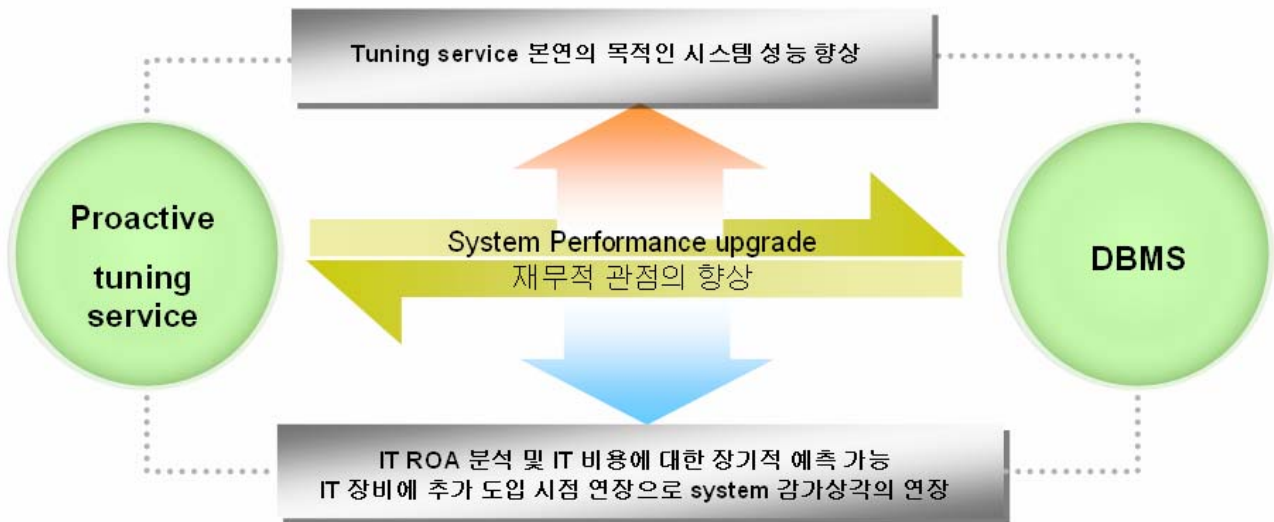 Tuning service 본연의 목적인 시스템 성능 향상
Proactive
tuning
service
System Performance upgrade
재무적 관점의 향상
DBMS
IT ROA 분석 및 IT 비용에 대한 장기적 예측 가능
IT 장비에 추가 도입 시점 연장으로 system 감가상각의 연장